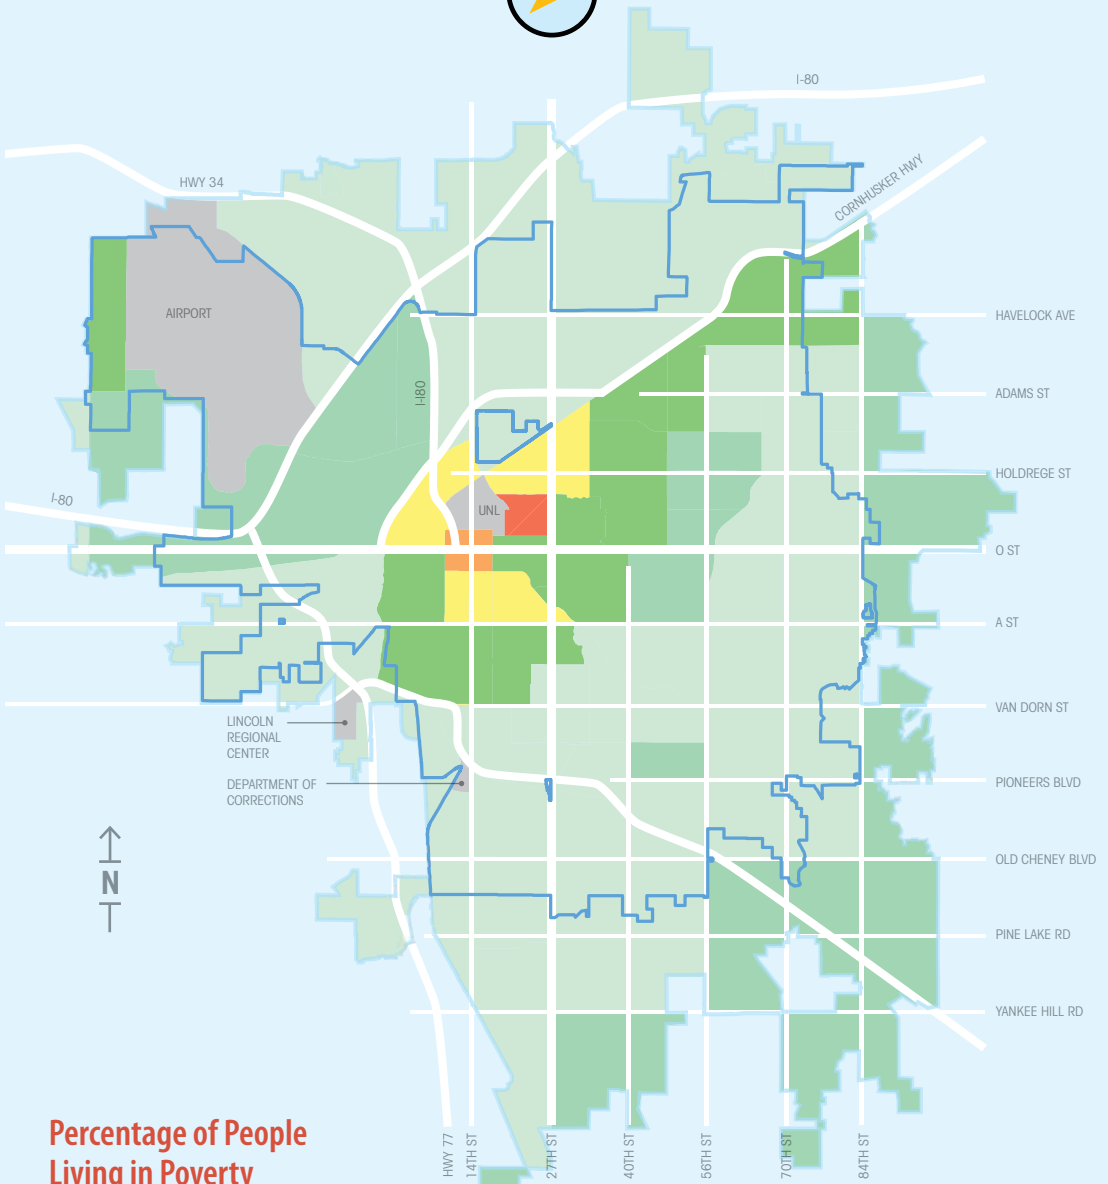 I-80
CORNHUSKER HWY
HWY 34
AIRPORT
HAVELOCK AVE
I-I80
ADAMS ST
HOLDREGE ST
I-80
UNL
O ST
A ST
VAN DORN ST
LINCOLN
REGIONAL
CENTER
DEPARTMENT OF
CORRECTIONS
PIONEERS BLVD
OLD CHENEY BLVD
N
PINE LAKE RD
YANKEE HILL RD
HWY 77
14TH ST
27TH ST
40TH ST
56TH ST
70TH ST
84TH ST
Percentage of People
Living in Poverty